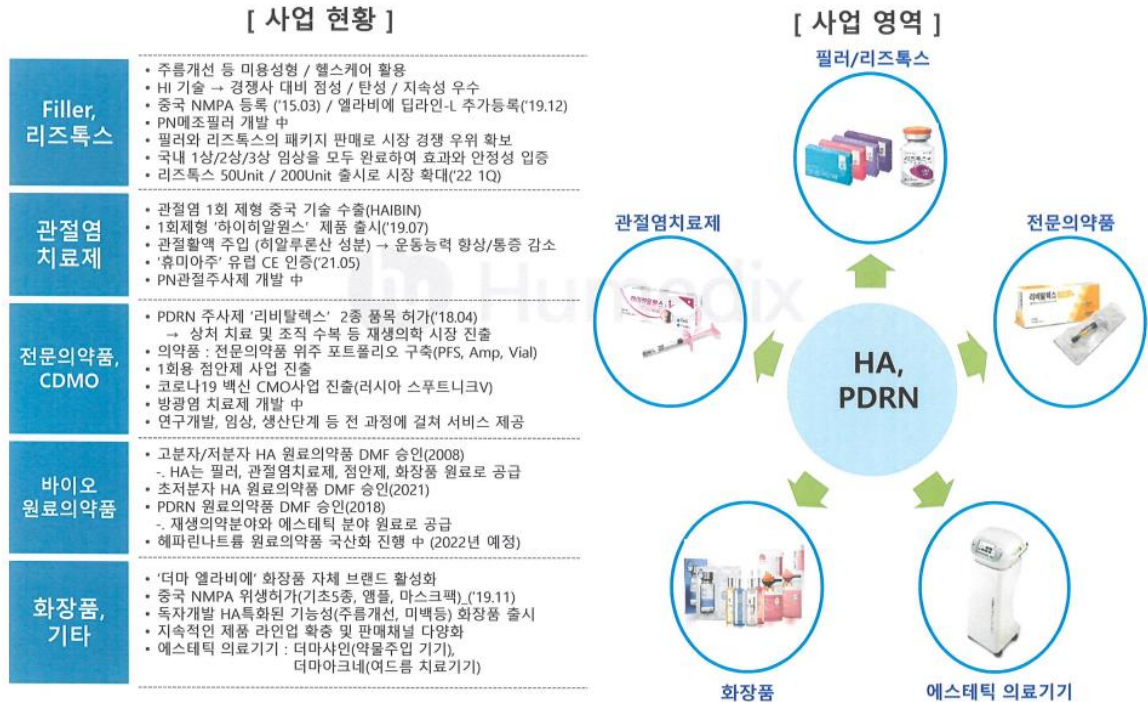 [ 사업 현황 ]
Filler,
리즈톡스
• 주름개선 등 미용성형 / 헬스케어 활용
• HI 기술 → 경쟁사 대비 점성 / 탄성 / 지속성 우수
• 중국 NMPA 등록 ('15.03) / 엘라비에 딥라인-L 추가등록('19.12)
• PN메조필러 개발 中
• 필러와 리즈톡스의 패키지 판매로 시장 경쟁 우위 확보
• 국내 1상/2상/3상 임상을 모두 완료하여 효과와 안정성 입증
• 리즈톡스 50Unit / 200Unit 출시로 시장 확대('22 1Q)
관절염
치료제
• 관절염 1회 제형 중국 기술 수출(HAIBIN)
• 1회제형 '하이히알원스' 제품 출시('19.07)
• 관절활액 주입 (히알루론산 성분) → 운동능력 향상/통증 감소
• '휴미아주' 유럽 CE 인증('21.05)
• PN관절주사제 개발 中
전문의약품,
CDMO
• PDRN 주사제 '리비탈렉스' 2종 품목 허가('18.04)
→ 상처 치료 및 조직 수복 등 재생의학 시장 진출
• 의약품 : 전문의약품 위주 포트폴리오 구축(PFS, Amp, Vial)
• 1회용 점안제 사업 진출
• 코로나19 백신 CMO사업 진출(러시아 스푸트니크V)
• 방광염 치료제 개발 中
• 연구개발, 임상, 생산단계 등 전 과정에 걸쳐 서비스 제공
바이오
원료의약품
• 고분자/저분자 HA 원료의약품 DMF 승인(2008)
-. HA는 필러, 관절염치료제, 점안제, 화장품 원료로 공급
• 초저분자 HA 원료의약품 DMF 승인(2021)
• PDRN 원료의약품 DMF 승인(2018)
-. 재생의약분야와 에스테틱 분야 원료로 공급
• 헤파린나트륨 원료의약품 국산화 진행 中 (2022년 예정)
화장품,
기타
• '더마 엘라비에' 화장품 자체 브랜드 활성화
• 중국 NMPA 위생허가(기초5종, 앰플, 마스크팩)_('19.11)
• 독자개발 HA특화된 기능성(주름개선, 미백등) 화장품 출시
• 지속적인 제품 라인업 확충 및 판매채널 다양화
• 에스테틱 의료기기 : 더마샤인(약물주입 기기),
더마아크네(여드름 치료기기)
Humedix
[ 사업 영역 ]
필러/리즈톡스
리즈톡스
관절염치료제
하이히알원스
전문의약품
리비탈렉스
HA,
PDRN
화장품
에스테틱 의료기기